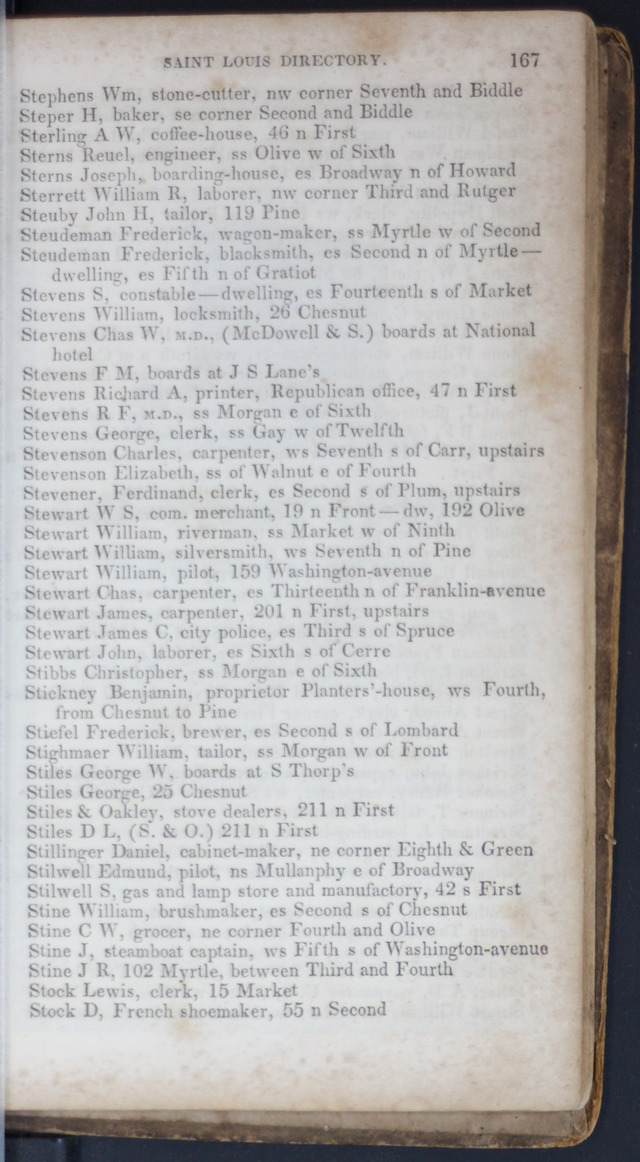 SAINT LOUIS DIRECTORY. 167
Stephens Wm, stone-cutter, nw corner Seventh and Biddle
Steper H, baker, se corner Second and Biddle
Sterling A W, coffee-house, 46 n First
Sterns Reuel, engineer, ss Olive w of Sixth
Sterns Joseph, boarding-house, es Broadway n of Howard
Sterrett William R, laborer, nw corner Third and Rutger
Steuby John H, tailor, 119 Pine
Steudeman Frederick, wagon-maker, ss Myrtle w of Second
Steudeman Frederick, blacksmith, es Second n of Myrtle—
dwelling, es Fifth n of Gratiot
Stevens S, constable—dwelling, es Fourteenth s of Market
Stevens William, locksmith, 26 Chesnut
Stevens Chas W, M.D., (McDowell & S.) boards at National
hotel
Stevens F M, boards at J S Lane's
Stevens Richard A, printer, Republican office, 47 n First
Stevens R F, M.D., ss Morgan e of Sixth
Stevens George, clerk, ss Gay w of Twelfth
Stevenson Charles, carpenter, ws Seventh s of Carr, upstairs
Stevenson Elizabeth, ss of Walnut e of Fourth
Stevener, Ferdinand, clerk, es Second s of Plum, upstairs
Stewart W S, com. merchant, 19 n Front—dw, 192 Olive
Stewart William, riverman, ss Market w of Ninth
Stewart William, silversmith, ws Seventh n of Pine
Stewart William, pilot, 159 Washington-avenue
Stewart Chas, carpenter, es Thirteenth n of Franklin-avenue
Stewart James, carpenter, 201 n First, upstairs
Stewart James C, city police, es Third s of Spruce
Stewart John, laborer, es Sixth s of Cerre
Stibbs Christopher, ss Morgan e of Sixth
Stickney Benjamin, proprietor Planters'-house, ws Fourth,
from Chesnut to Pine
Stiefel Frederick, brewer, es Second s of Lombard
Stighmaer William, tailor, ss Morgan w of Front
Stiles George W, boards at S Thorp's
Stiles George, 25 Chesnut
Stiles & Oakley, stove dealers, 211 n First
Stiles D L, (S. & O.) 211 n First
Stillinger Daniel, cabinet-maker, ne corner Eighth & Green
Stilwell Edmund, pilot, ns Mullanphy e of Broadway
Stilwell S, gas and lamp store and manufactory, 42 s First
Stine William, brushmaker, es Second s of Chesnut
Stine C W, grocer, ne corner Fourth and Olive
Stine J, steamboat captain, ws Fifth s of Washington-avenue
Stine J R, 102 Myrtle, between Third and Fourth
Stock Lewis, clerk, 15 Market
Stock D, French shoemaker, 55 n Second